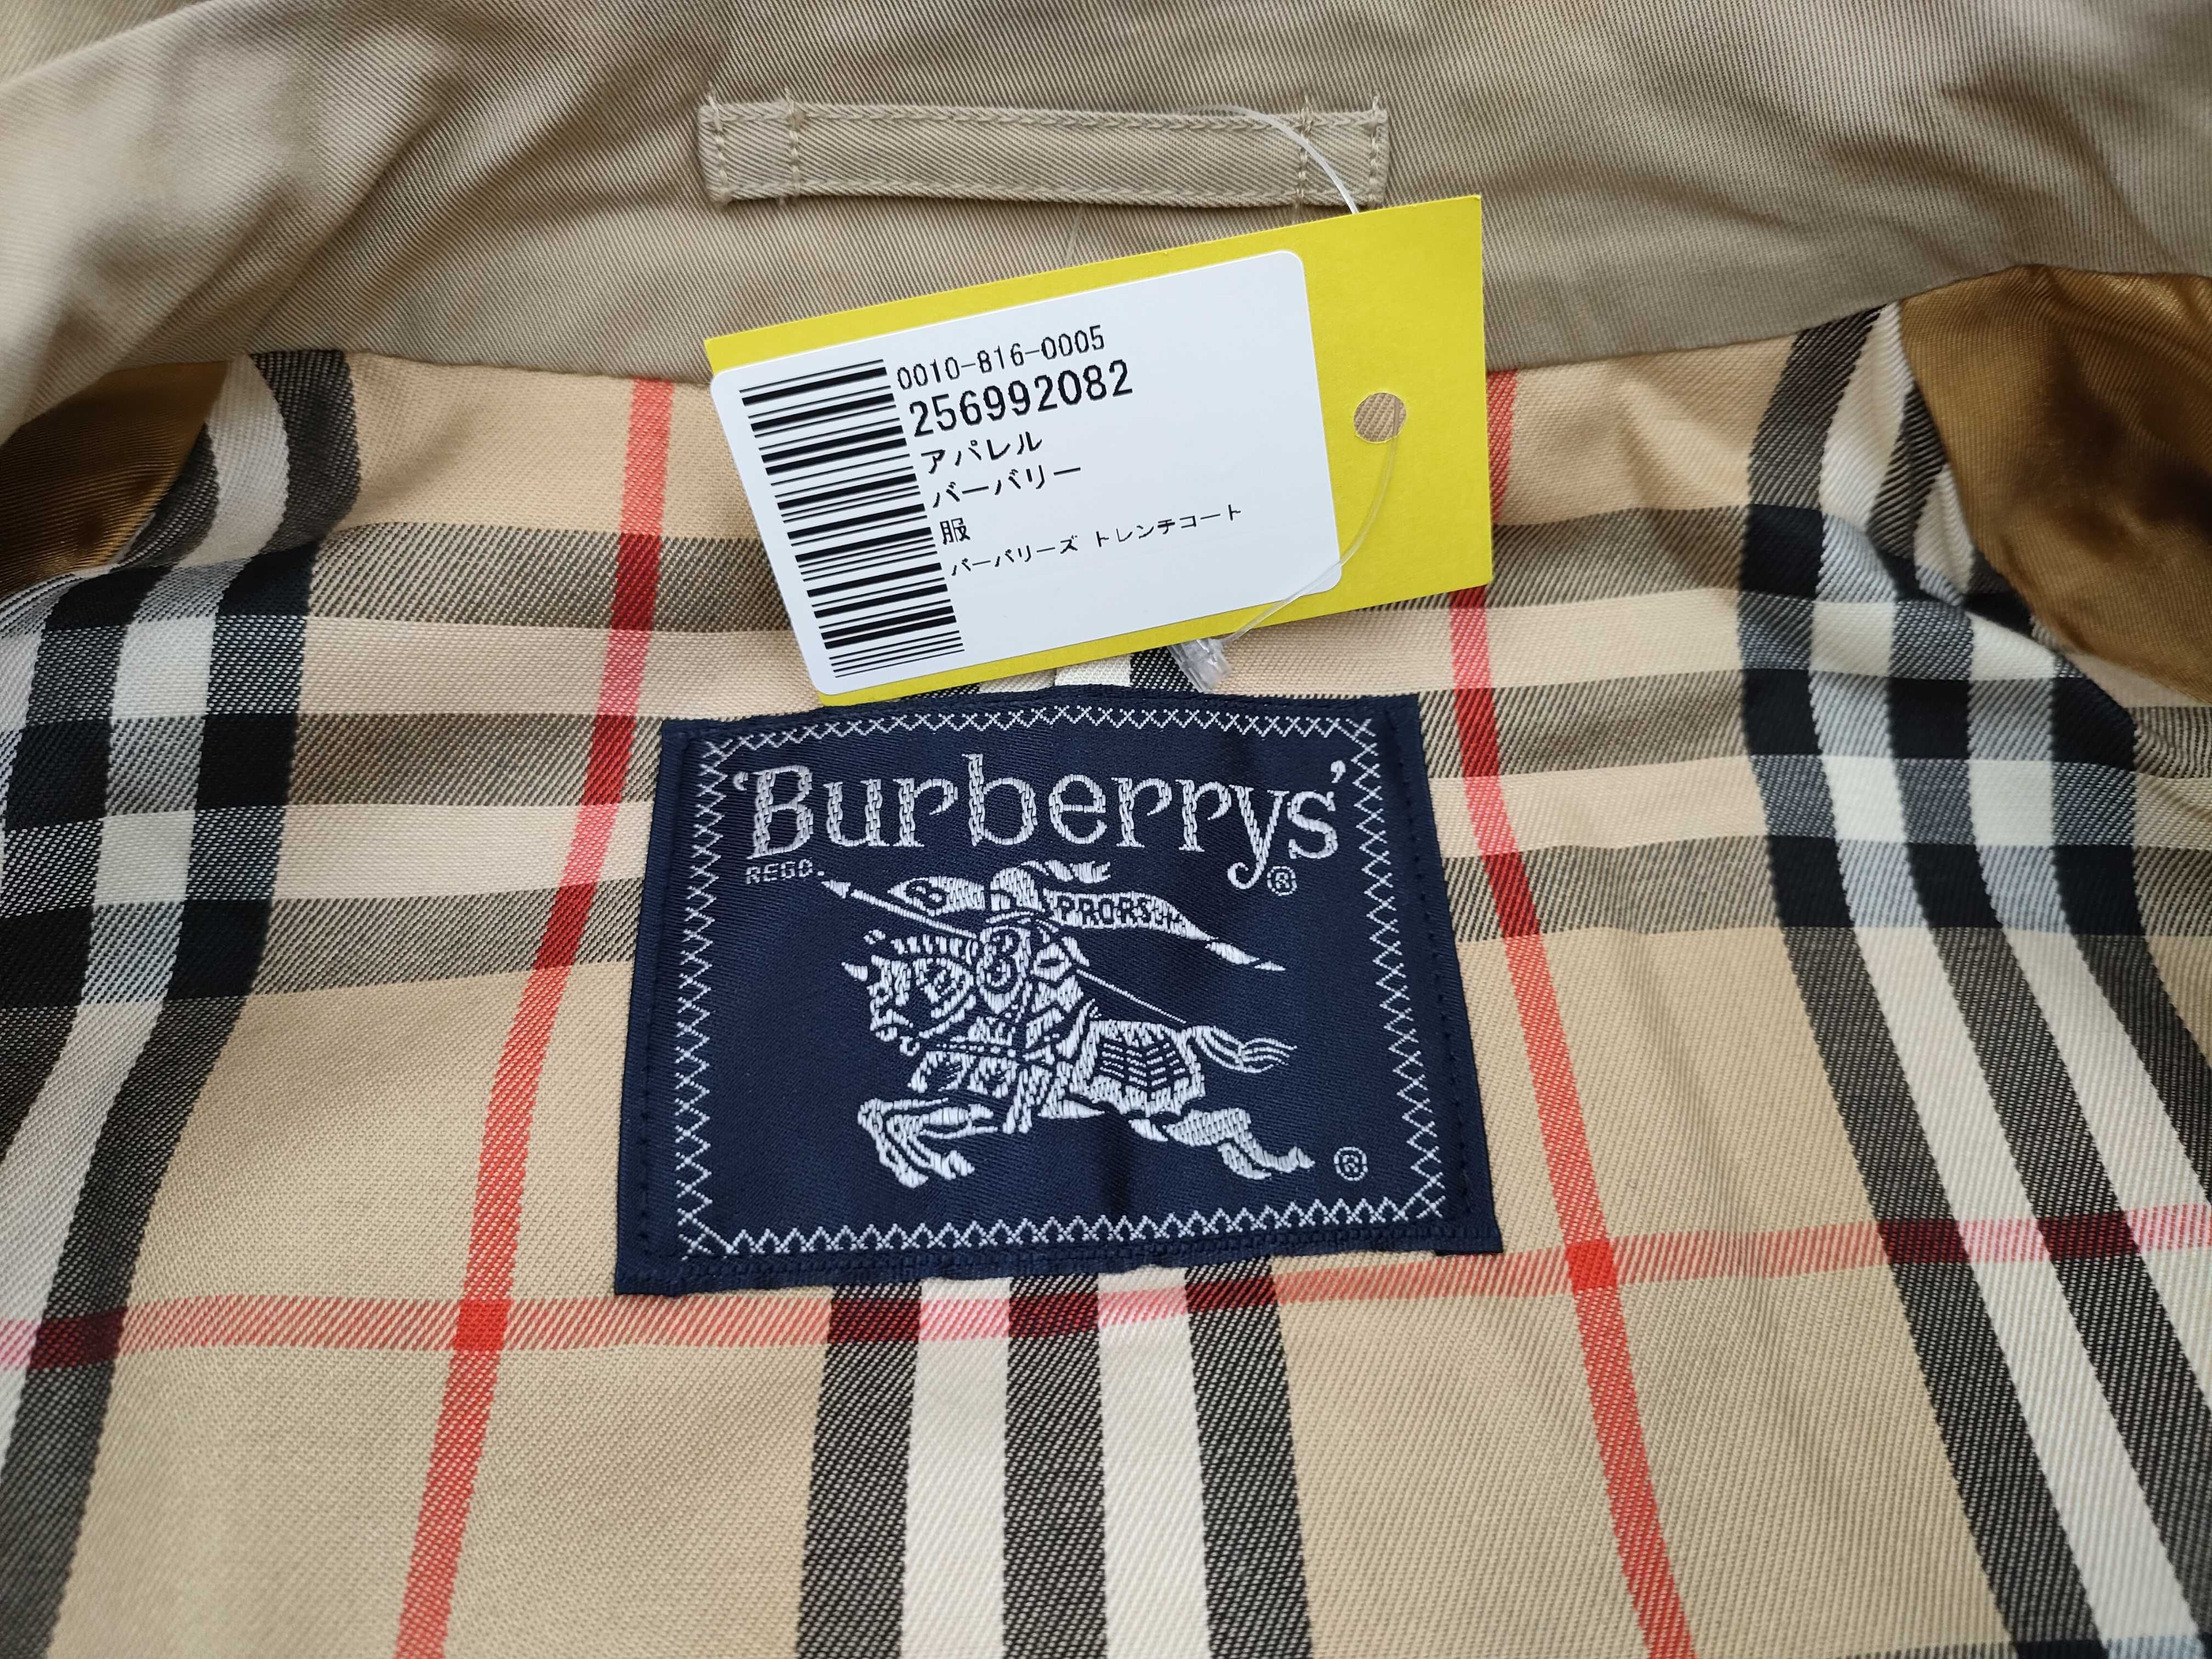 0010-816-0005
256992082
アパレル
バーバリー
服
バーバリーズ トレンチコート
'Burberrys'
REGD. ®
B PRORSUM
®